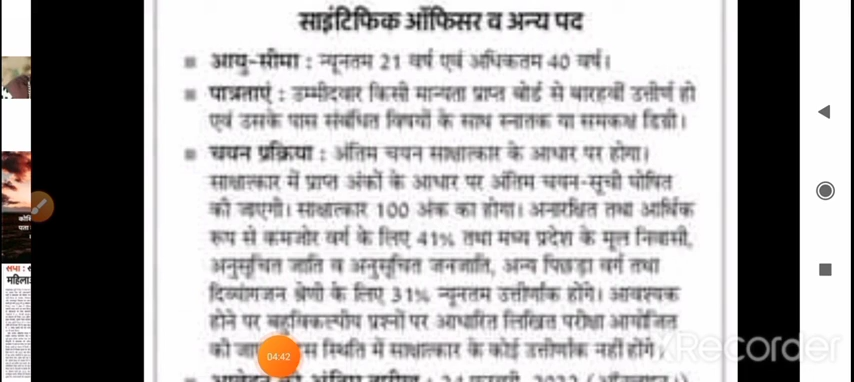 साइंटिफिक ऑफिसर व अन्य पद
आयु-सीमा : न्यूनतम 21 वर्ष एवं अधिकतम 40 वर्ष।
पात्रताएं : उम्मीदवार किसी मान्यता प्राप्त बोर्ड से बारहवीं उत्तीर्ण हो
एवं उसके पास संबंधित विषयों के साथ स्नातक या समकक्ष डिग्री।
चयन प्रक्रिया : अंतिम चयन साक्षात्कार के आधार पर होगा।
साक्षात्कार में प्राप्त अंकों के आधार पर अंतिम चयन-सूची घोषित
की जाएगी। साक्षात्कार 100 अंक का होगा। अनारक्षित तथा आर्थिक
रूप से कमजोर वर्ग के लिए 41% तथा मध्य प्रदेश के मूल निवासी,
अनुसूचित जाति व अनुसूचित जनजाति, अन्य पिछड़ा वर्ग तथा
दिव्यांगजन श्रेणी के लिए 31% न्यूनतम उत्तीर्णांक होंगे। आवश्यक
होने पर बहुविकल्पीय प्रश्नों पर आधारित लिखित परीक्षा आयोजित
की स्थिति में साक्षात्कार के कोई उत्तीर्णांक नहीं होंगे।
04:42
XRecorder
महिला